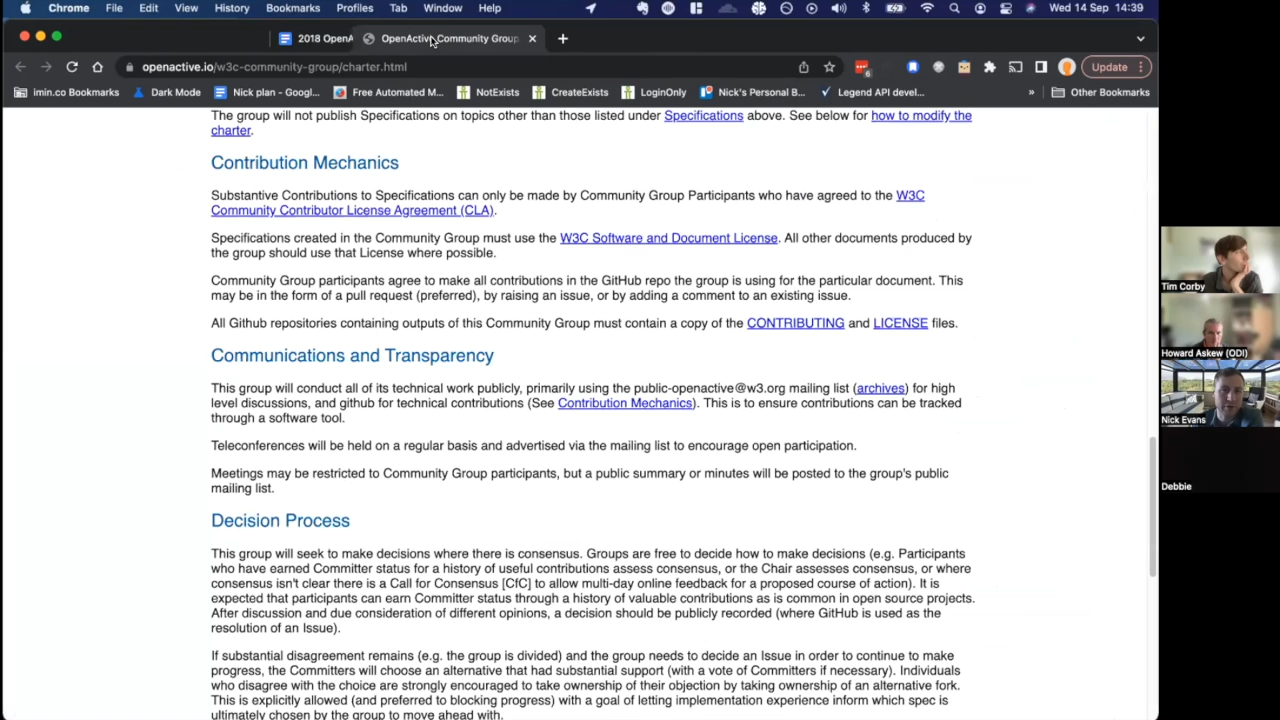 Chrome File Edit View History Bookmarks Profiles Tab Window Help Wed 14 Sep 14:39
2018 OpenA OpenActive Community Group
openactive.io/w3c-community-group/charter.html 6 Update
imin.co Bookmarks Dark Mode Nick plan - Googl... Free Automated M... NotExists CreateExists LoginOnly Nick's Personal B... Legend API devel... » Other Bookmarks
The group will not publish Specifications on topics other than those listed under Specifications above. See below for how to modify the
charter.
Contribution Mechanics
Substantive Contributions to Specifications can only be made by Community Group Participants who have agreed to the W3C
Community Contributor License Agreement (CLA).
Specifications created in the Community Group must use the W3C Software and Document License. All other documents produced by
the group should use that License where possible.
Community Group participants agree to make all contributions in the GitHub repo the group is using for the particular document. This
may be in the form of a pull request (preferred), by raising an issue, or by adding a comment to an existing issue.
All Github repositories containing outputs of this Community Group must contain a copy of the CONTRIBUTING and LICENSE files.
Communications and Transparency
This group will conduct all of its technical work publicly, primarily using the public-openactive@w3.org mailing list (archives) for high
level discussions, and github for technical contributions (See Contribution Mechanics). This is to ensure contributions can be tracked
through a software tool.
Teleconferences will be held on a regular basis and advertised via the mailing list to encourage open participation.
Meetings may be restricted to Community Group participants, but a public summary or minutes will be posted to the group's public
mailing list.
Decision Process
This group will seek to make decisions where there is consensus. Groups are free to decide how to make decisions (e.g. Participants
who have earned Committer status for a history of useful contributions assess consensus, or the Chair assesses consensus, or where
consensus isn't clear there is a Call for Consensus [CfC] to allow multi-day online feedback for a proposed course of action). It is
expected that participants can earn Committer status through a history of valuable contributions as is common in open source projects.
After discussion and due consideration of different opinions, a decision should be publicly recorded (where GitHub is used as the
resolution of an Issue).
If substantial disagreement remains (e.g. the group is divided) and the group needs to decide an Issue in order to continue to make
progress, the Committers will choose an alternative that had substantial support (with a vote of Committers if necessary). Individuals
who disagree with the choice are strongly encouraged to take ownership of their objection by taking ownership of an alternative fork.
This is explicitly allowed (and preferred to blocking progress) with a goal of letting implementation experience inform which spec is
ultimately chosen by the group to move ahead with.
Tim Corby
Howard Askew (ODI)
Nick Evans
Debbie